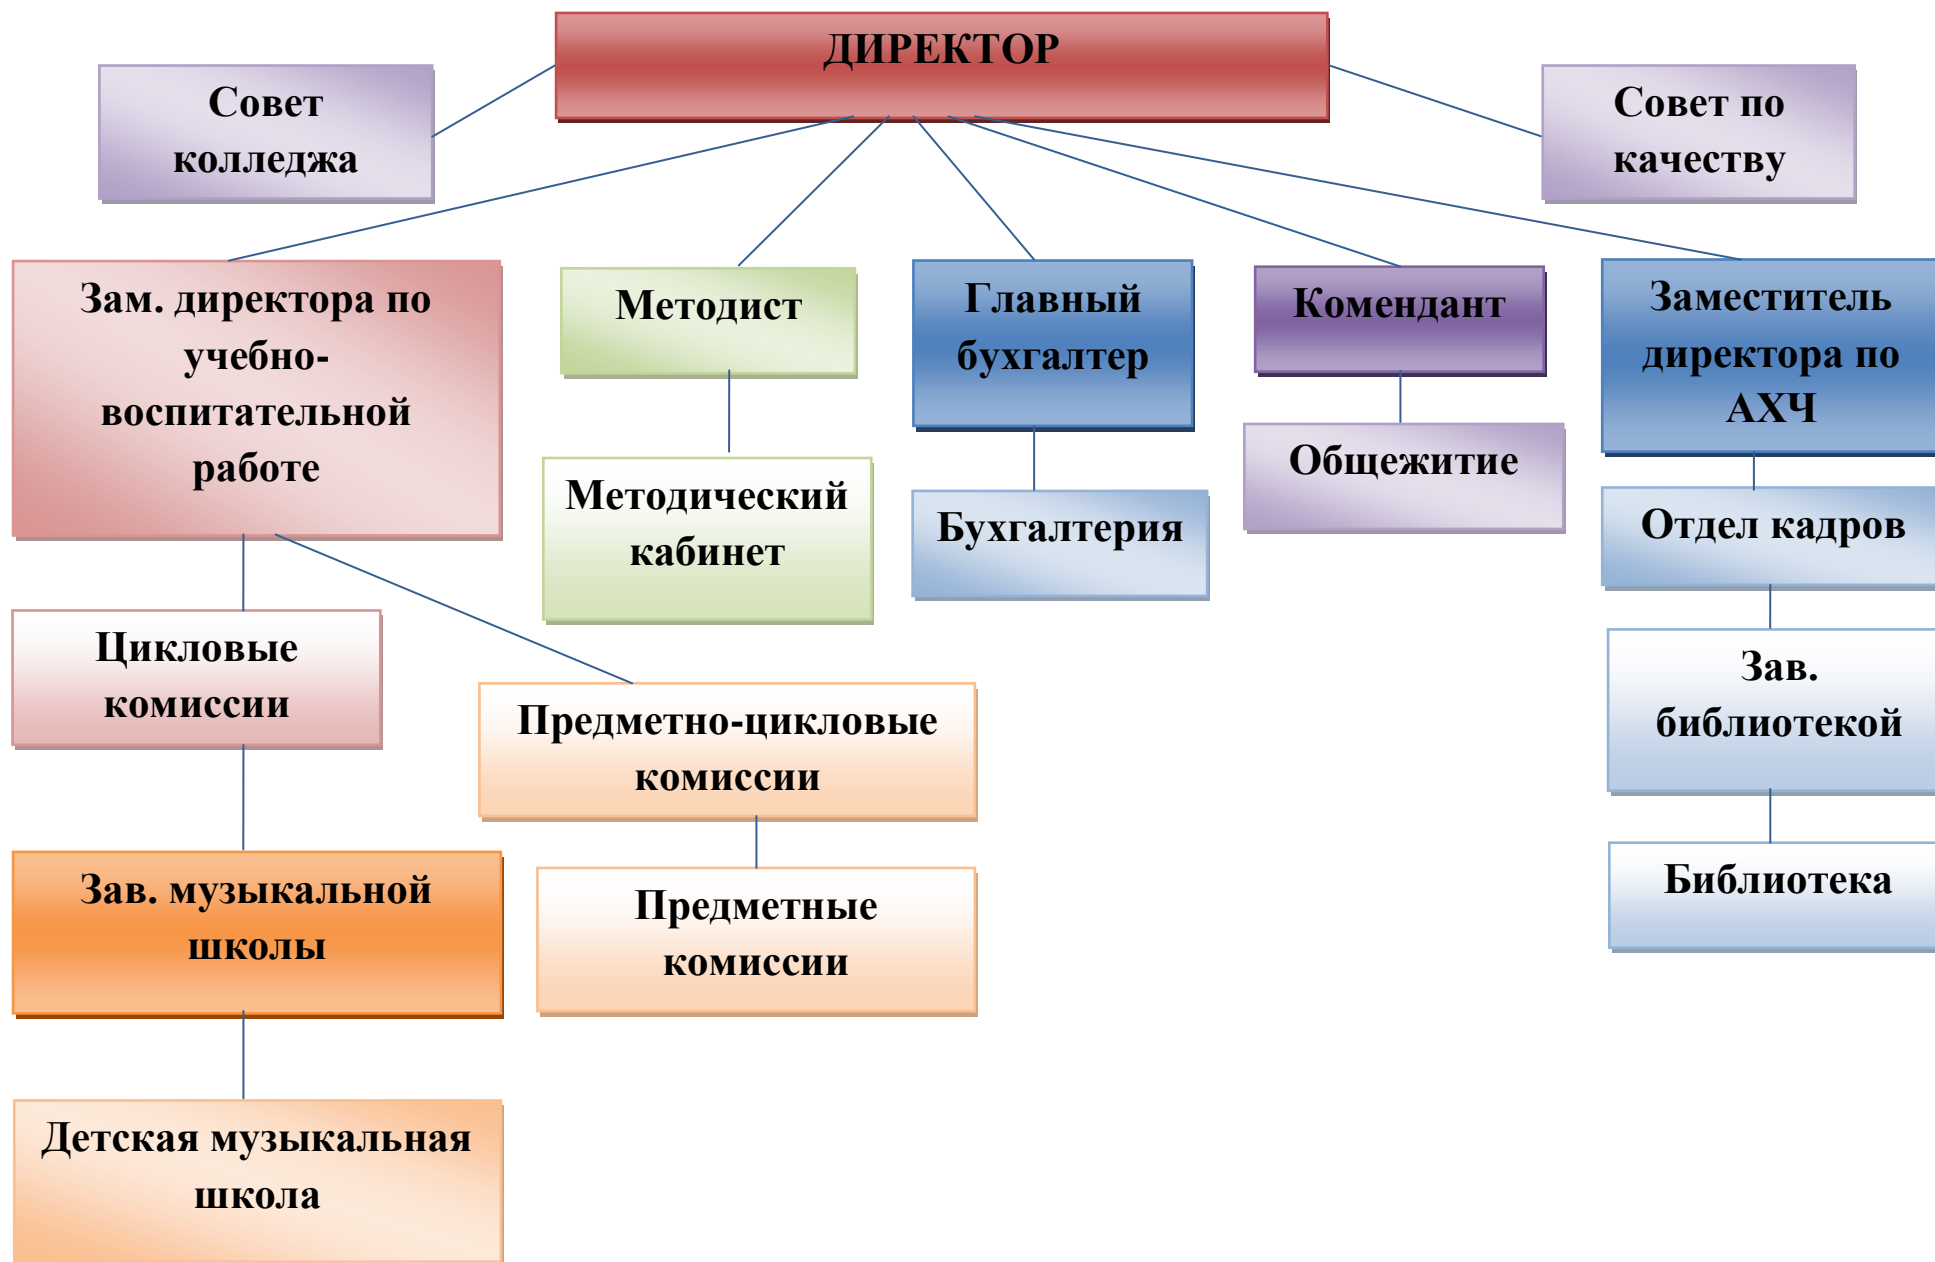 ДИРЕКТОР
Совет
колледжа
Совет по
качеству
Зам. директора по
учебно-
воспитательной
работе
Методист
Главный
бухгалтер
Комендант
Заместитель
директора по
АХЧ
Методический
кабинет
Бухгалтерия
Общежитие
Отдел кадров
Цикловые
комиссии
Предметно-цикловые
комиссии
Зав.
библиотекой
Зав. музыкальной
школы
Предметные
комиссии
Библиотека
Детская музыкальная
школа